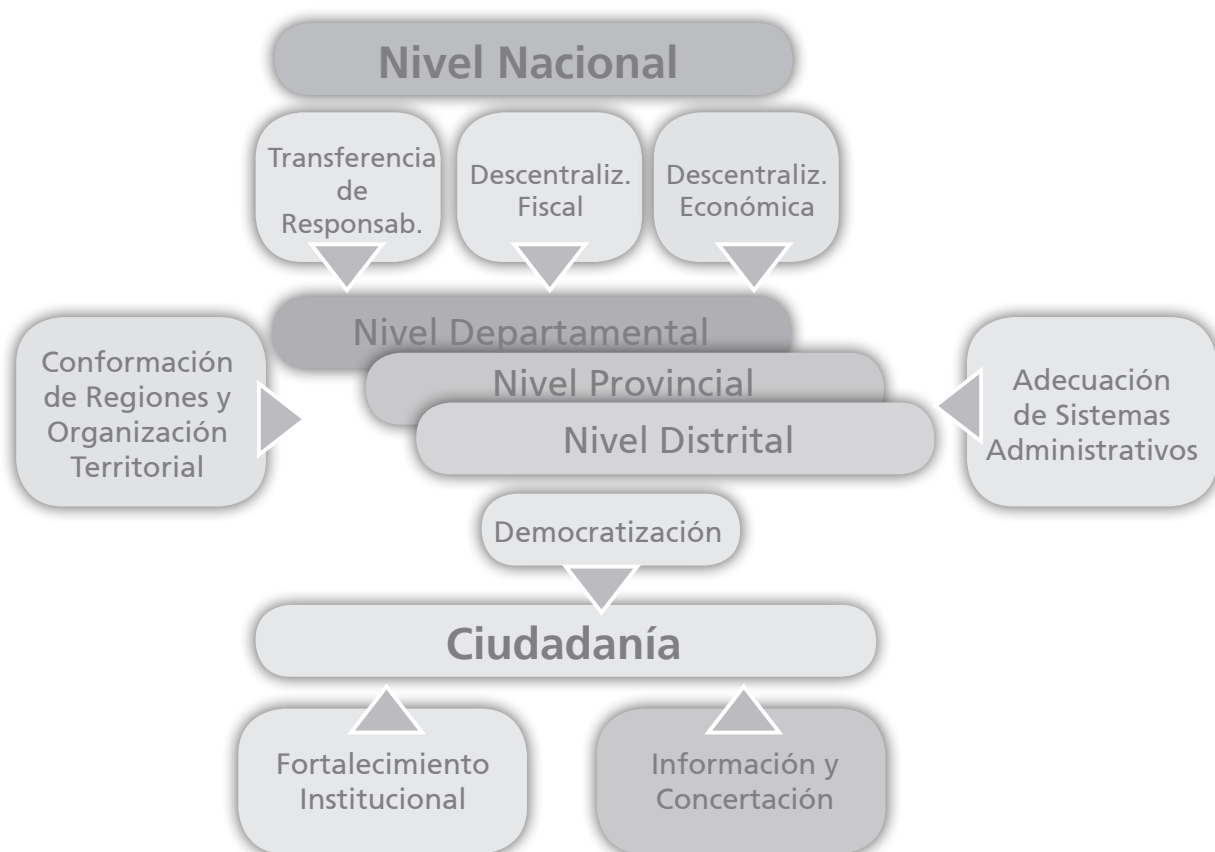 Nivel Nacional
Transferencia
de
Responsab.
Descentraliz.
Fiscal
Descentraliz.
Económica
Nivel Departamental
Nivel Provincial
Nivel Distrital
Conformación
de Regiones y
Organización
Territorial
Adecuación
de Sistemas
Administrativos
Democratización
Ciudadanía
Fortalecimiento
Institucional
Información y
Concertación